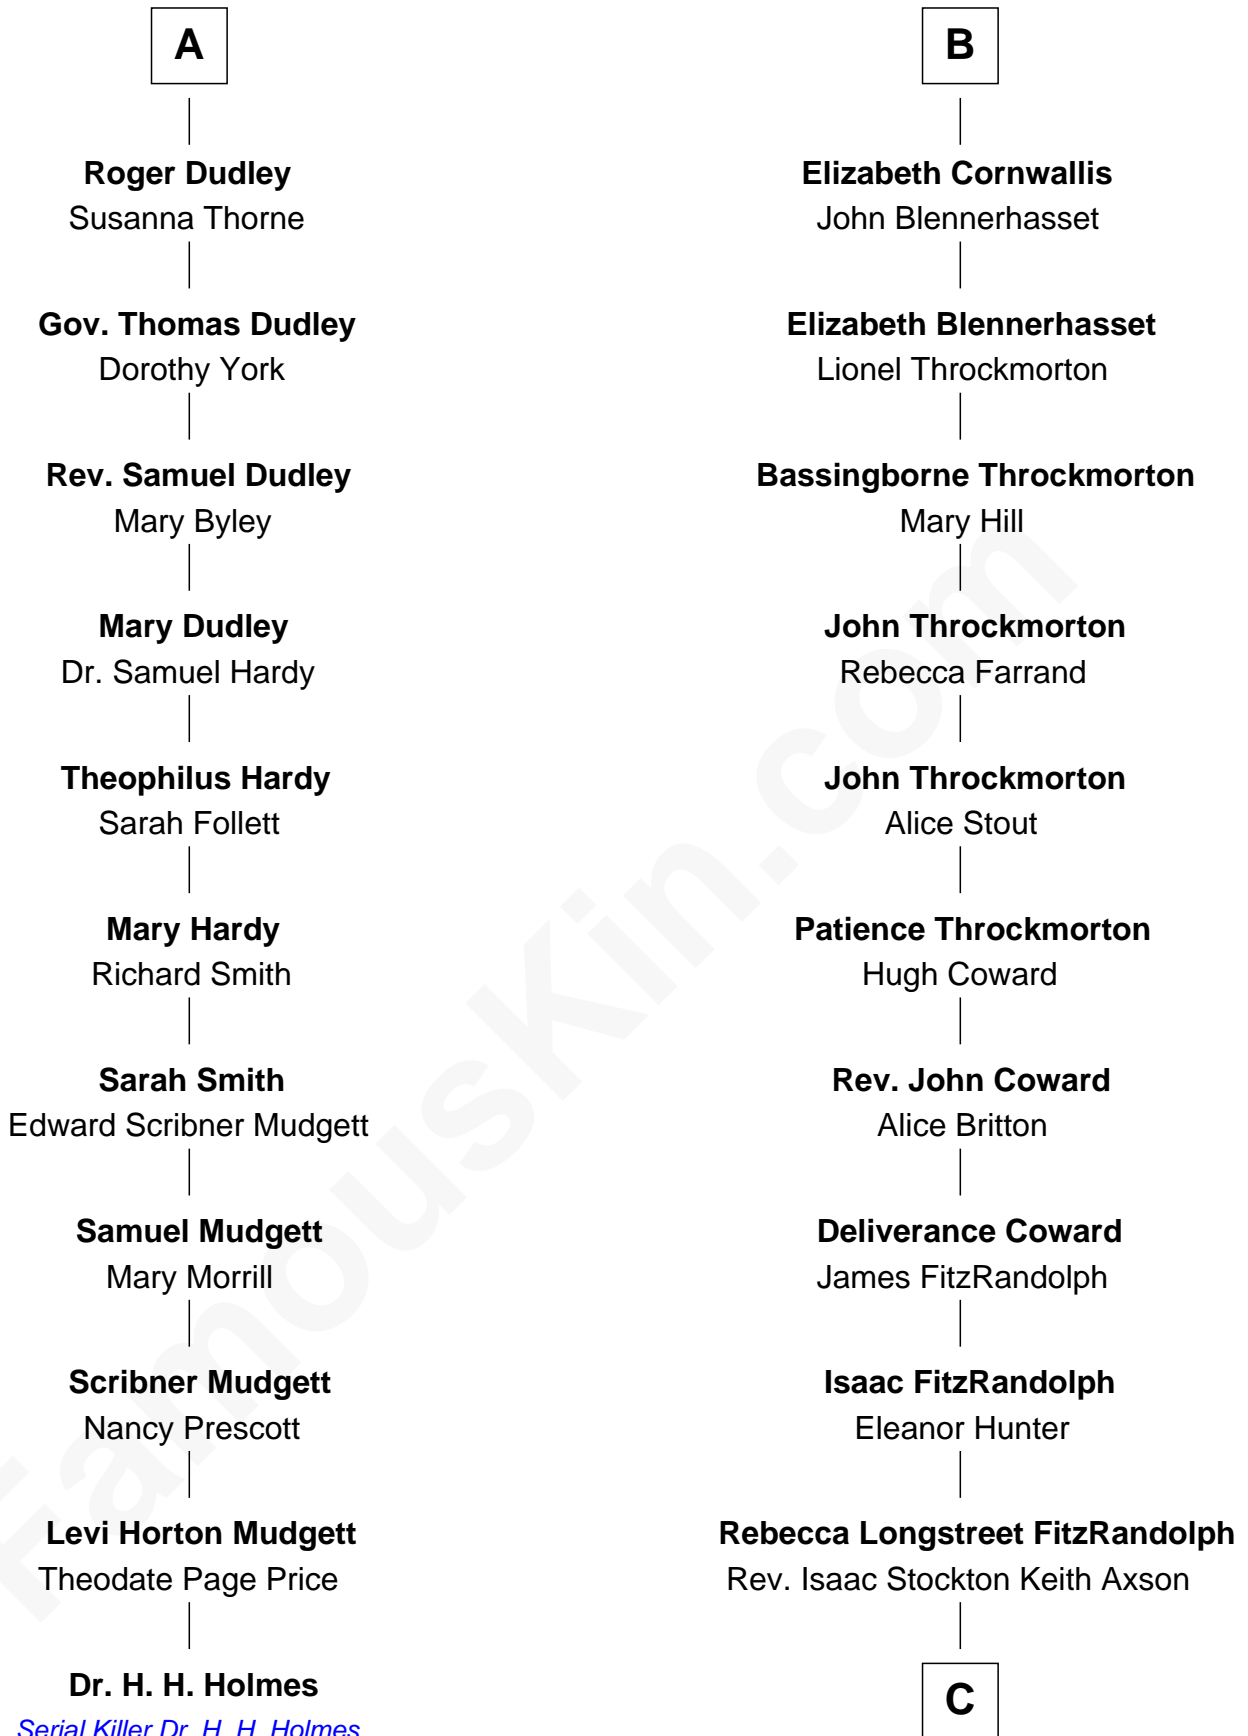 A
Roger Dudley
Susanna Thorne
Gov. Thomas Dudley
Dorothy York
Rev. Samuel Dudley
Mary Byley
Mary Dudley
Dr. Samuel Hardy
Theophilus Hardy
Sarah Follett
Mary Hardy
Richard Smith
Sarah Smith
Edward Scribner Mudgett
Samuel Mudgett
Mary Morrill
Scribner Mudgett
Nancy Prescott
Levi Horton Mudgett
Theodate Page Price
Dr. H. H. Holmes
Serial Killer Dr. H. H. Holmes
B
Elizabeth Cornwallis
John Blennerhasset
Elizabeth Blennerhasset
Lionel Throckmorton
Bassingborne Throckmorton
Mary Hill
John Throckmorton
Rebecca Farrand
John Throckmorton
Alice Stout
Patience Throckmorton
Hugh Coward
Rev. John Coward
Alice Britton
Deliverance Coward
James FitzRandolph
Isaac FitzRandolph
Eleanor Hunter
Rebecca Longstreet FitzRandolph
Rev. Isaac Stockton Keith Axson
C
FamousKin.com